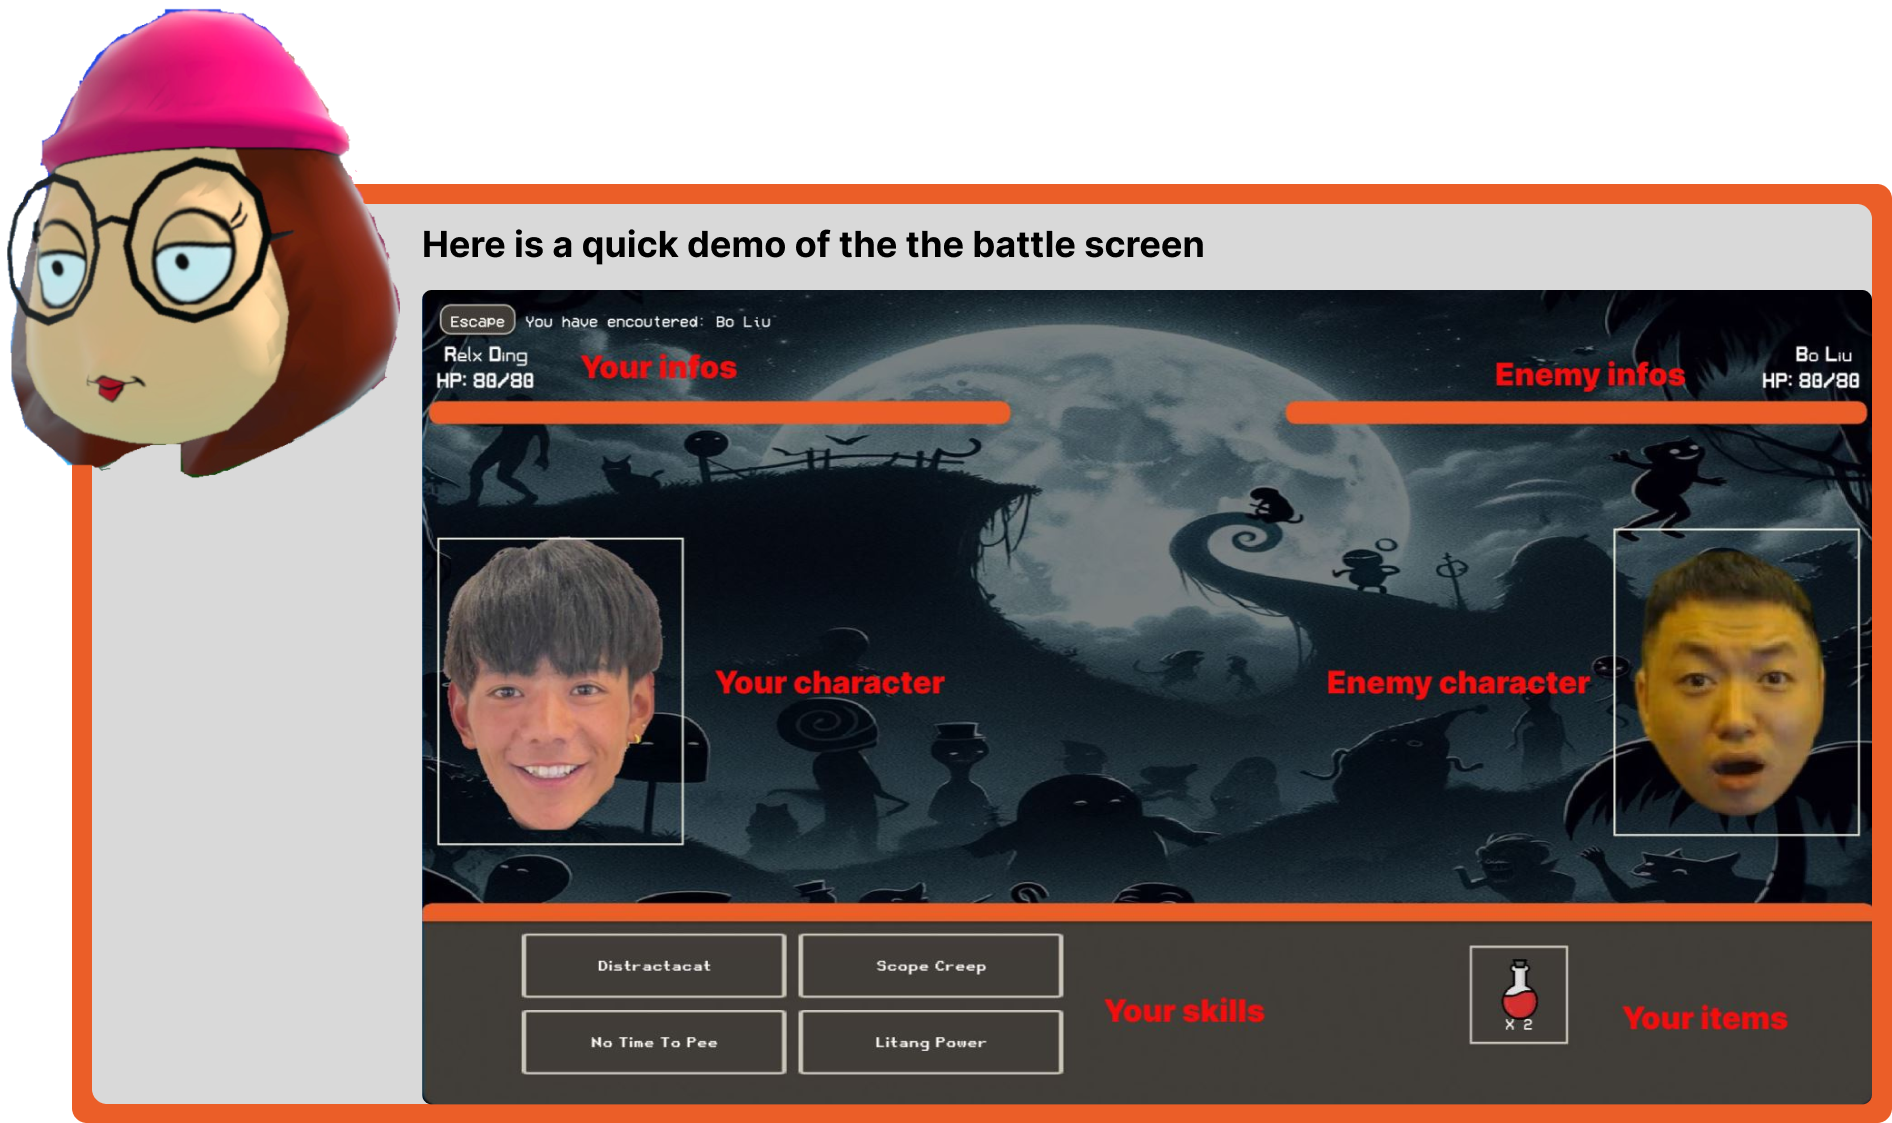 Here is a quick demo of the the battle screen
Escape You have encoutered: Bo Liu
Relx Ding
HP: 80/80
Your infos
Enemy infos
Bo Liu
HP: 80/80
Your character
Enemy character
Distractacat
Scope Creep
No Time To Pee
Litang Power
Your skills
X 2
Your items